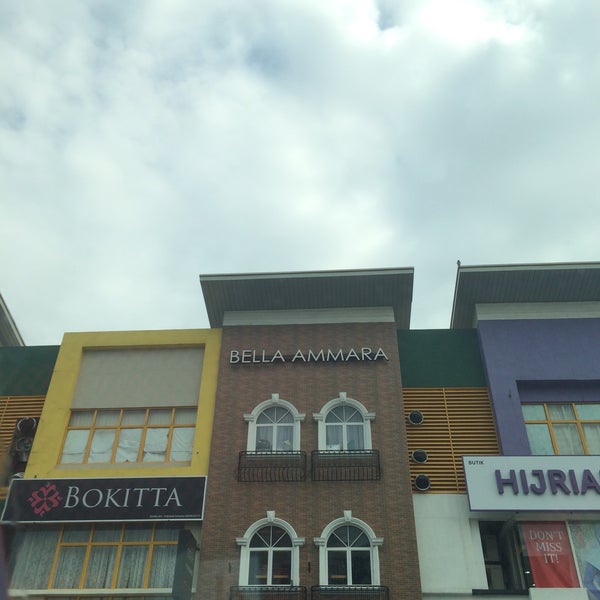 BELLA AMMARA
BOKITTA
BUTIK
HIJRIA
DON'T
MISS
IT!